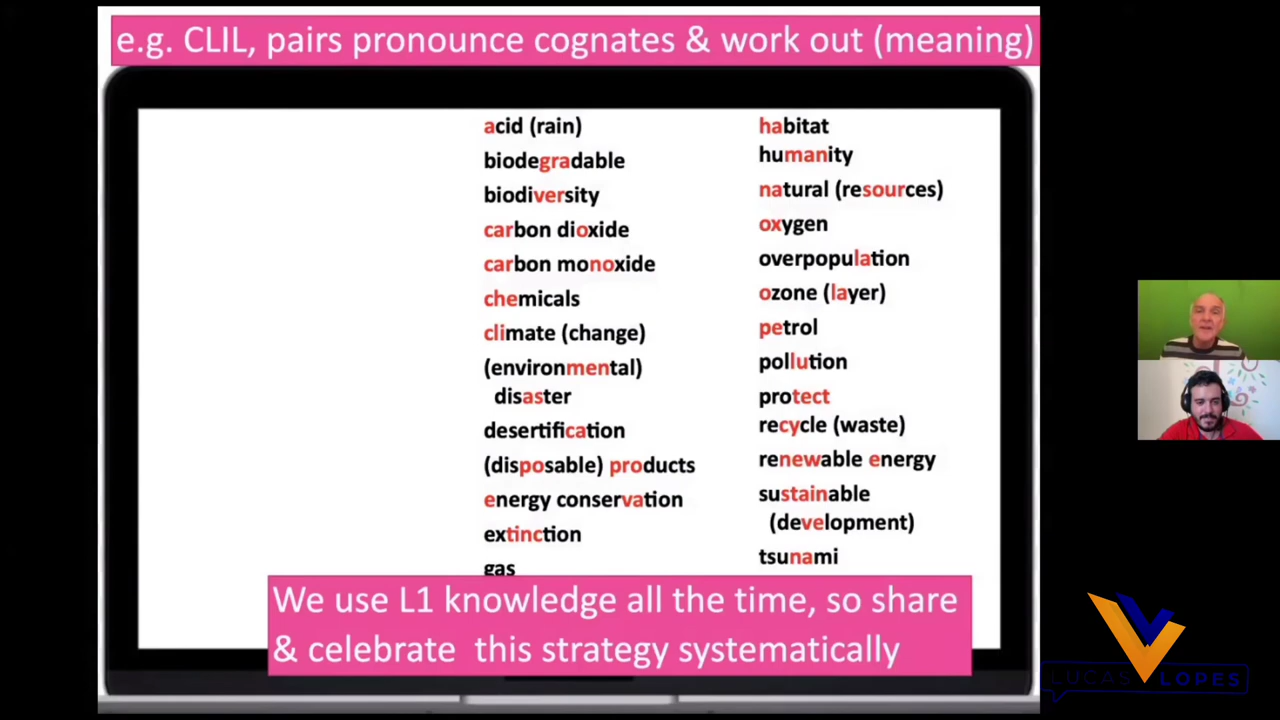 e.g. CLIL, pairs pronounce cognates & work out (meaning)
acid (rain)
biodegradable
biodiversity
carbon dioxide
carbon monoxide
chemicals
climate (change)
(environmental)
disaster
desertification
(disposable) products
energy conservation
extinction
gas
habitat
humanity
natural (resources)
oxygen
overpopulation
ozone (layer)
petrol
pollution
protect
recycle (waste)
renewable energy
sustainable
(development)
tsunami
We use L1 knowledge all the time, so share
& celebrate this strategy systematically
LUCAS LOPES